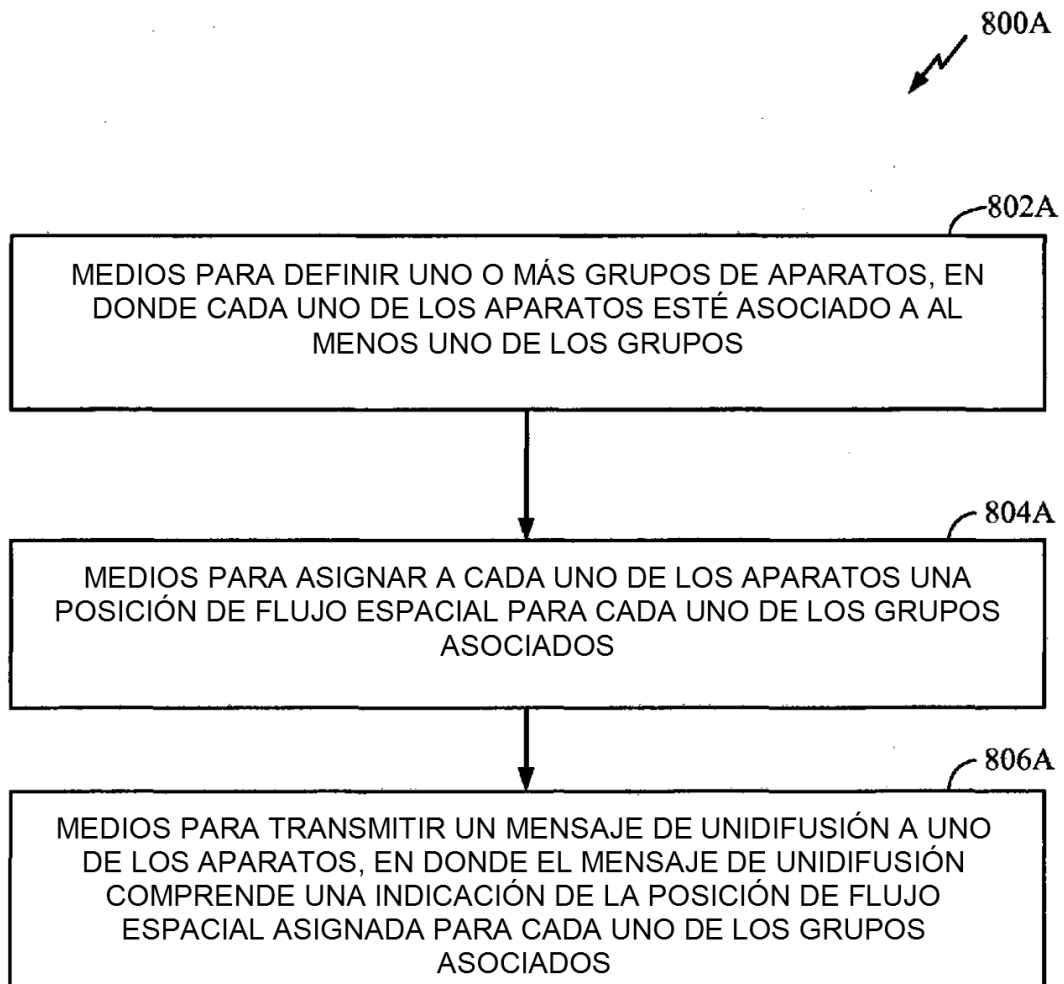 800A
802A
MEDIOS PARA DEFINIR UNO O MÁS GRUPOS DE APARATOS, EN
DONDE CADA UNO DE LOS APARATOS ESTÉ ASOCIADO A AL
MENOS UNO DE LOS GRUPOS
804A
MEDIOS PARA ASIGNAR A CADA UNO DE LOS APARATOS UNA
POSICIÓN DE FLUJO ESPACIAL PARA CADA UNO DE LOS GRUPOS
ASOCIADOS
806A
MEDIOS PARA TRANSMITIR UN MENSAJE DE UNIDIFUSIÓN A UNO
DE LOS APARATOS, EN DONDE EL MENSAJE DE UNIDIFUSIÓN
COMPRENDE UNA INDICACIÓN DE LA POSICIÓN DE FLUJO
ESPACIAL ASIGNADA PARA CADA UNO DE LOS GRUPOS
ASOCIADOS